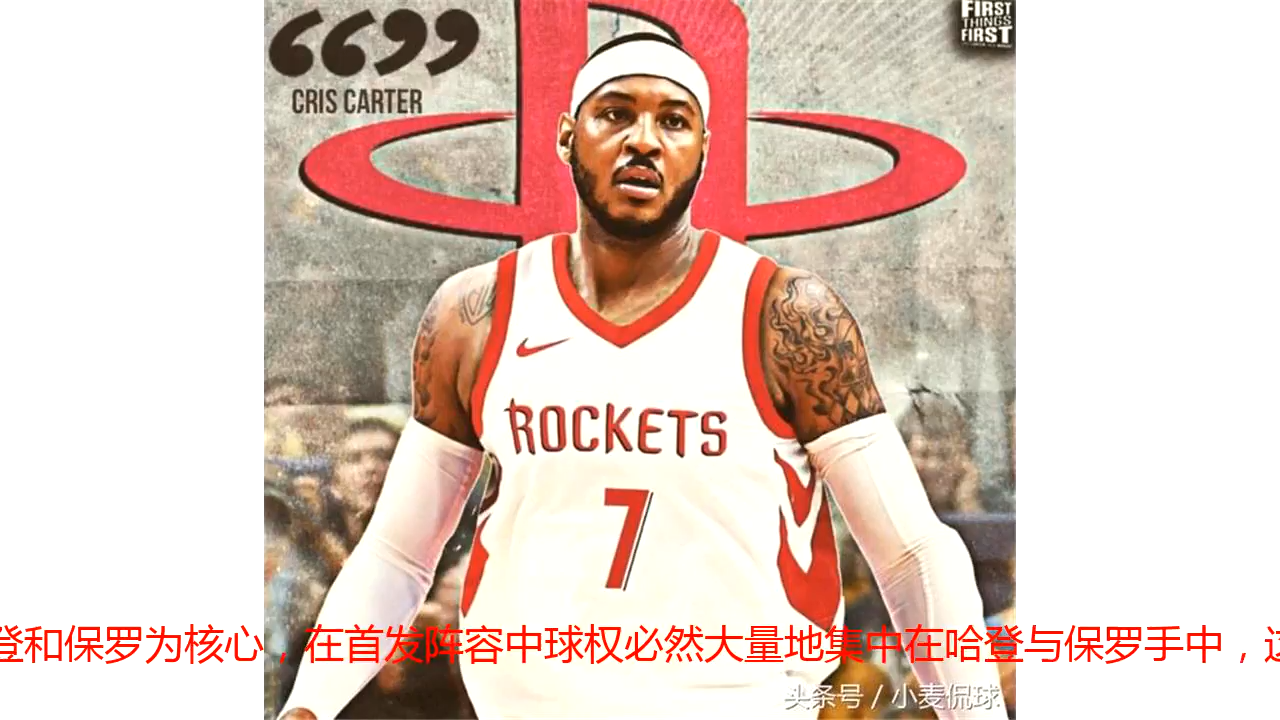 FIRST
THINGS
FIRST
CRIS CARTER
ROCKETS
7
登和保罗为核心，在首发阵容中球权必然大量地集中在哈登与保罗手中，这
头条号 / 小麦侃球